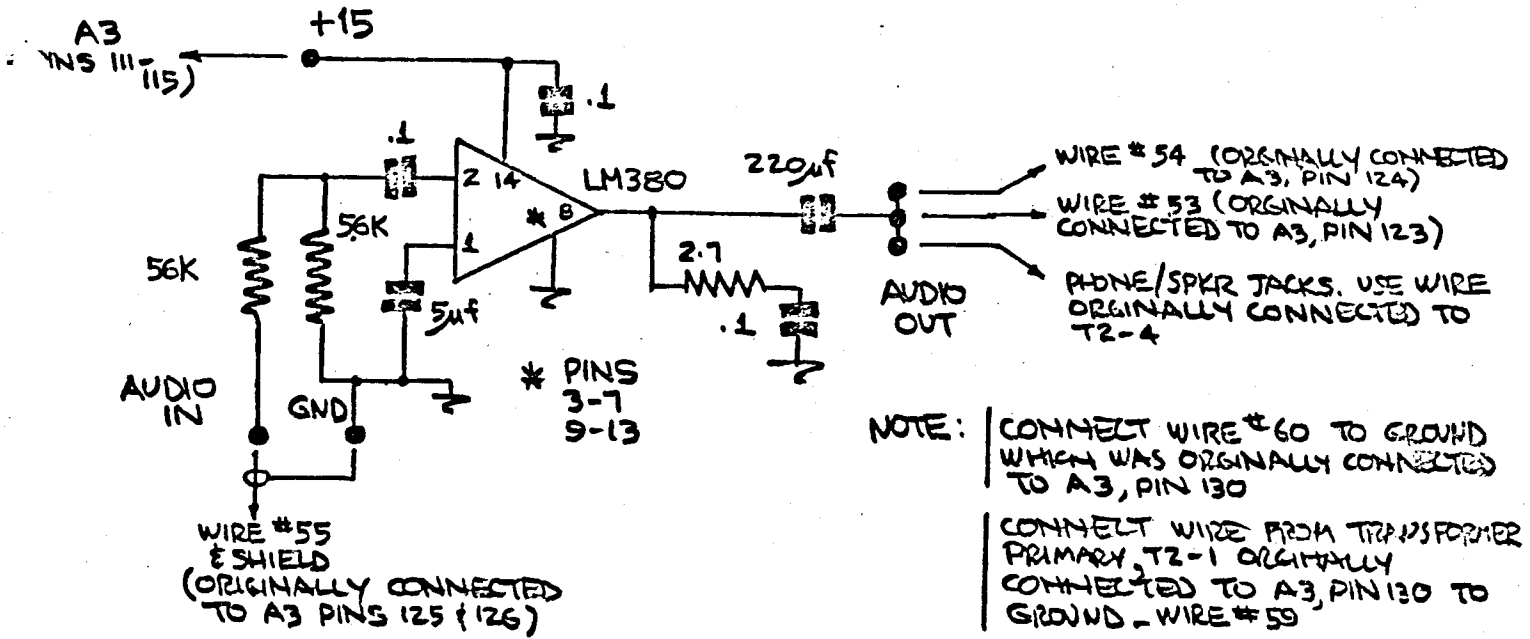 A3
+15
PINS 111-
115)
.1
.1
2
14
LM380
8
*
1
56K
56K
5µf
220µf
2.7
.1
AUDIO
OUT
WIRE #54 (ORGINALLY CONNECTED
TO A3, PIN 124)
WIRE #53 (ORGINALLY
CONNECTED TO A3, PIN 123)
PHONE/SPKR JACKS. USE WIRE
ORGINALLY CONNECTED TO
T2-4
* PINS
3-7
9-13
AUDIO
IN
GND
WIRE #55
& SHIELD
(ORIGINALLY CONNECTED
TO A3 PINS 125 & 126)
NOTE:
CONNECT WIRE #60 TO GROUND
WHICH WAS ORGINALLY CONNECTED
TO A3, PIN 130
CONNECT WIRE FROM TRANSFORMER
PRIMARY, T2-1 ORGINALLY
CONNECTED TO A3, PIN 130 TO
GROUND - WIRE #59